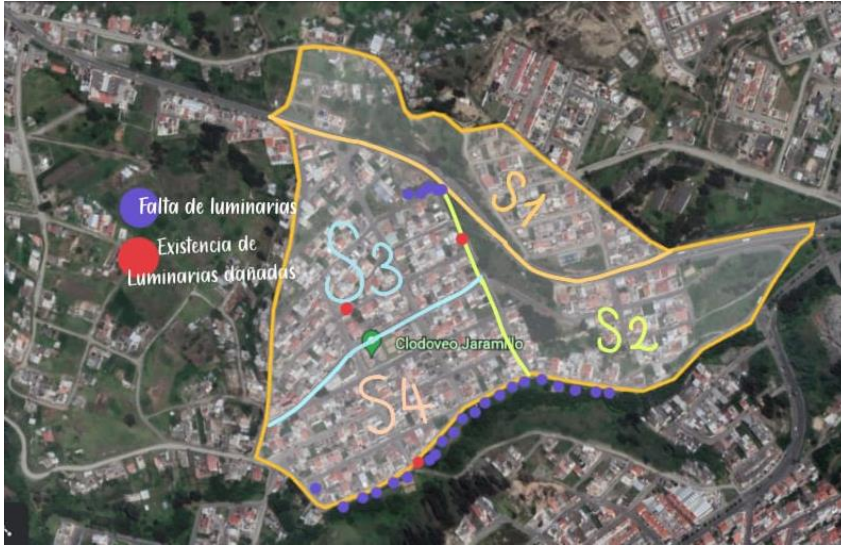 Falta de luminarias
Existencia de
Luminarias dañadas
S1
S3
S2
Clodoveo Jaramillo
S4